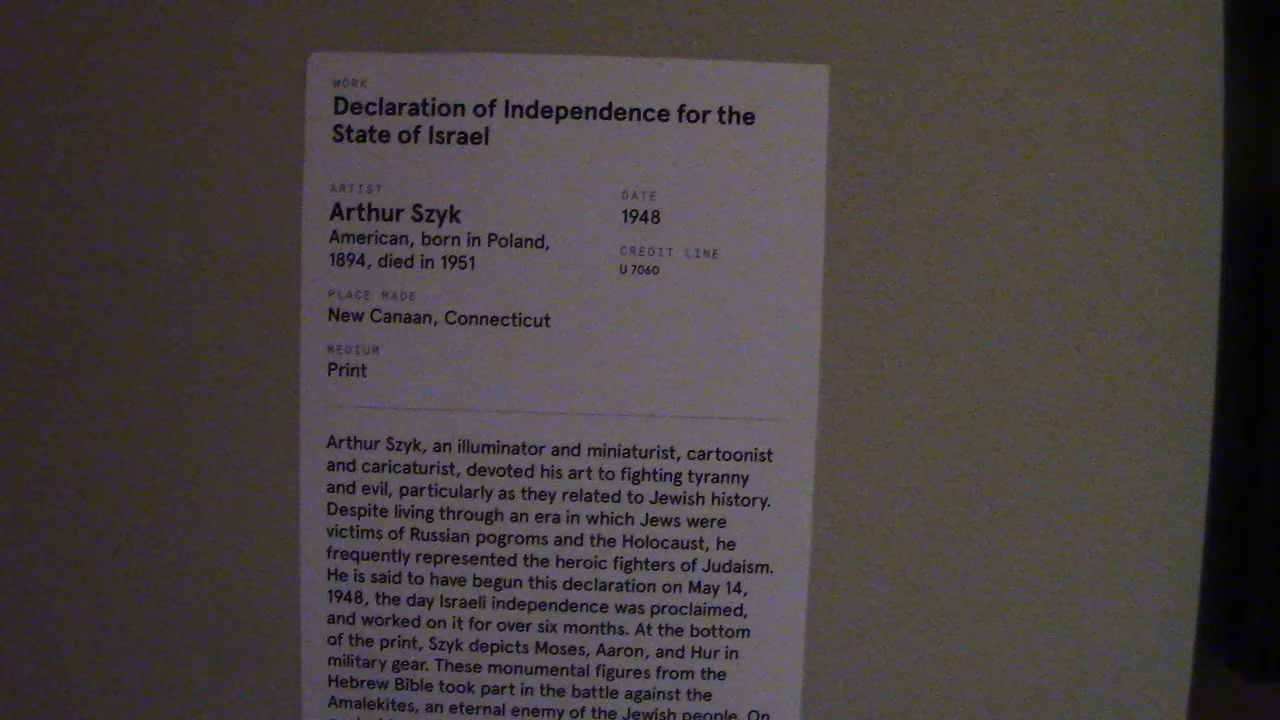 WORK
Declaration of Independence for the
State of Israel
ARTIST
Arthur Szyk
American, born in Poland,
1894, died in 1951
DATE
1948
CREDIT LINE
U 7060
PLACE MADE
New Canaan, Connecticut
MEDIUM
Print
Arthur Szyk, an illuminator and miniaturist, cartoonist
and caricaturist, devoted his art to fighting tyranny
and evil, particularly as they related to Jewish history.
Despite living through an era in which Jews were
victims of Russian pogroms and the Holocaust, he
frequently represented the heroic fighters of Judaism.
He is said to have begun this declaration on May 14,
1948, the day Israeli independence was proclaimed,
and worked on it for over six months. At the bottom
of the print, Szyk depicts Moses, Aaron, and Hur in
military gear. These monumental figures from the
Hebrew Bible took part in the battle against the
Amalekites, an eternal enemy of the Jewish people. On